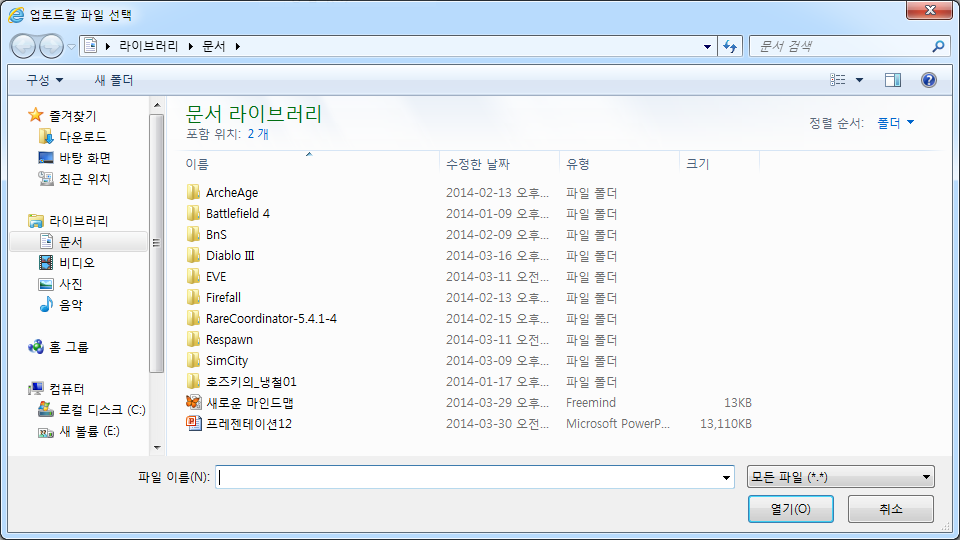 업로드할 파일 선택
라이브러리 문서
문서 검색
구성 새 폴더
즐겨찾기
다운로드
바탕 화면
최근 위치
라이브러리
문서
비디오
사진
음악
홈 그룹
컴퓨터
로컬 디스크 (C:)
새 볼륨 (E:)
문서 라이브러리
포함 위치: 2 개
정렬 순서: 폴더
이름 수정한 날짜 유형 크기
ArcheAge 2014-02-13 오후... 파일 폴더
Battlefield 4 2014-01-09 오후... 파일 폴더
BnS 2014-02-09 오후... 파일 폴더
Diablo III 2014-03-16 오후... 파일 폴더
EVE 2014-03-11 오전... 파일 폴더
Firefall 2014-02-13 오후... 파일 폴더
RareCoordinator-5.4.1-4 2014-02-15 오후... 파일 폴더
Respawn 2014-03-11 오후... 파일 폴더
SimCity 2014-03-09 오후... 파일 폴더
호즈키의_냉철01 2014-01-17 오후... 파일 폴더
새로운 마인드맵 2014-03-29 오후... Freemind 13KB
프레젠테이션12 2014-03-30 오전... Microsoft PowerP... 13,110KB
파일 이름(N):
모든 파일 (*.*)
열기(O) 취소